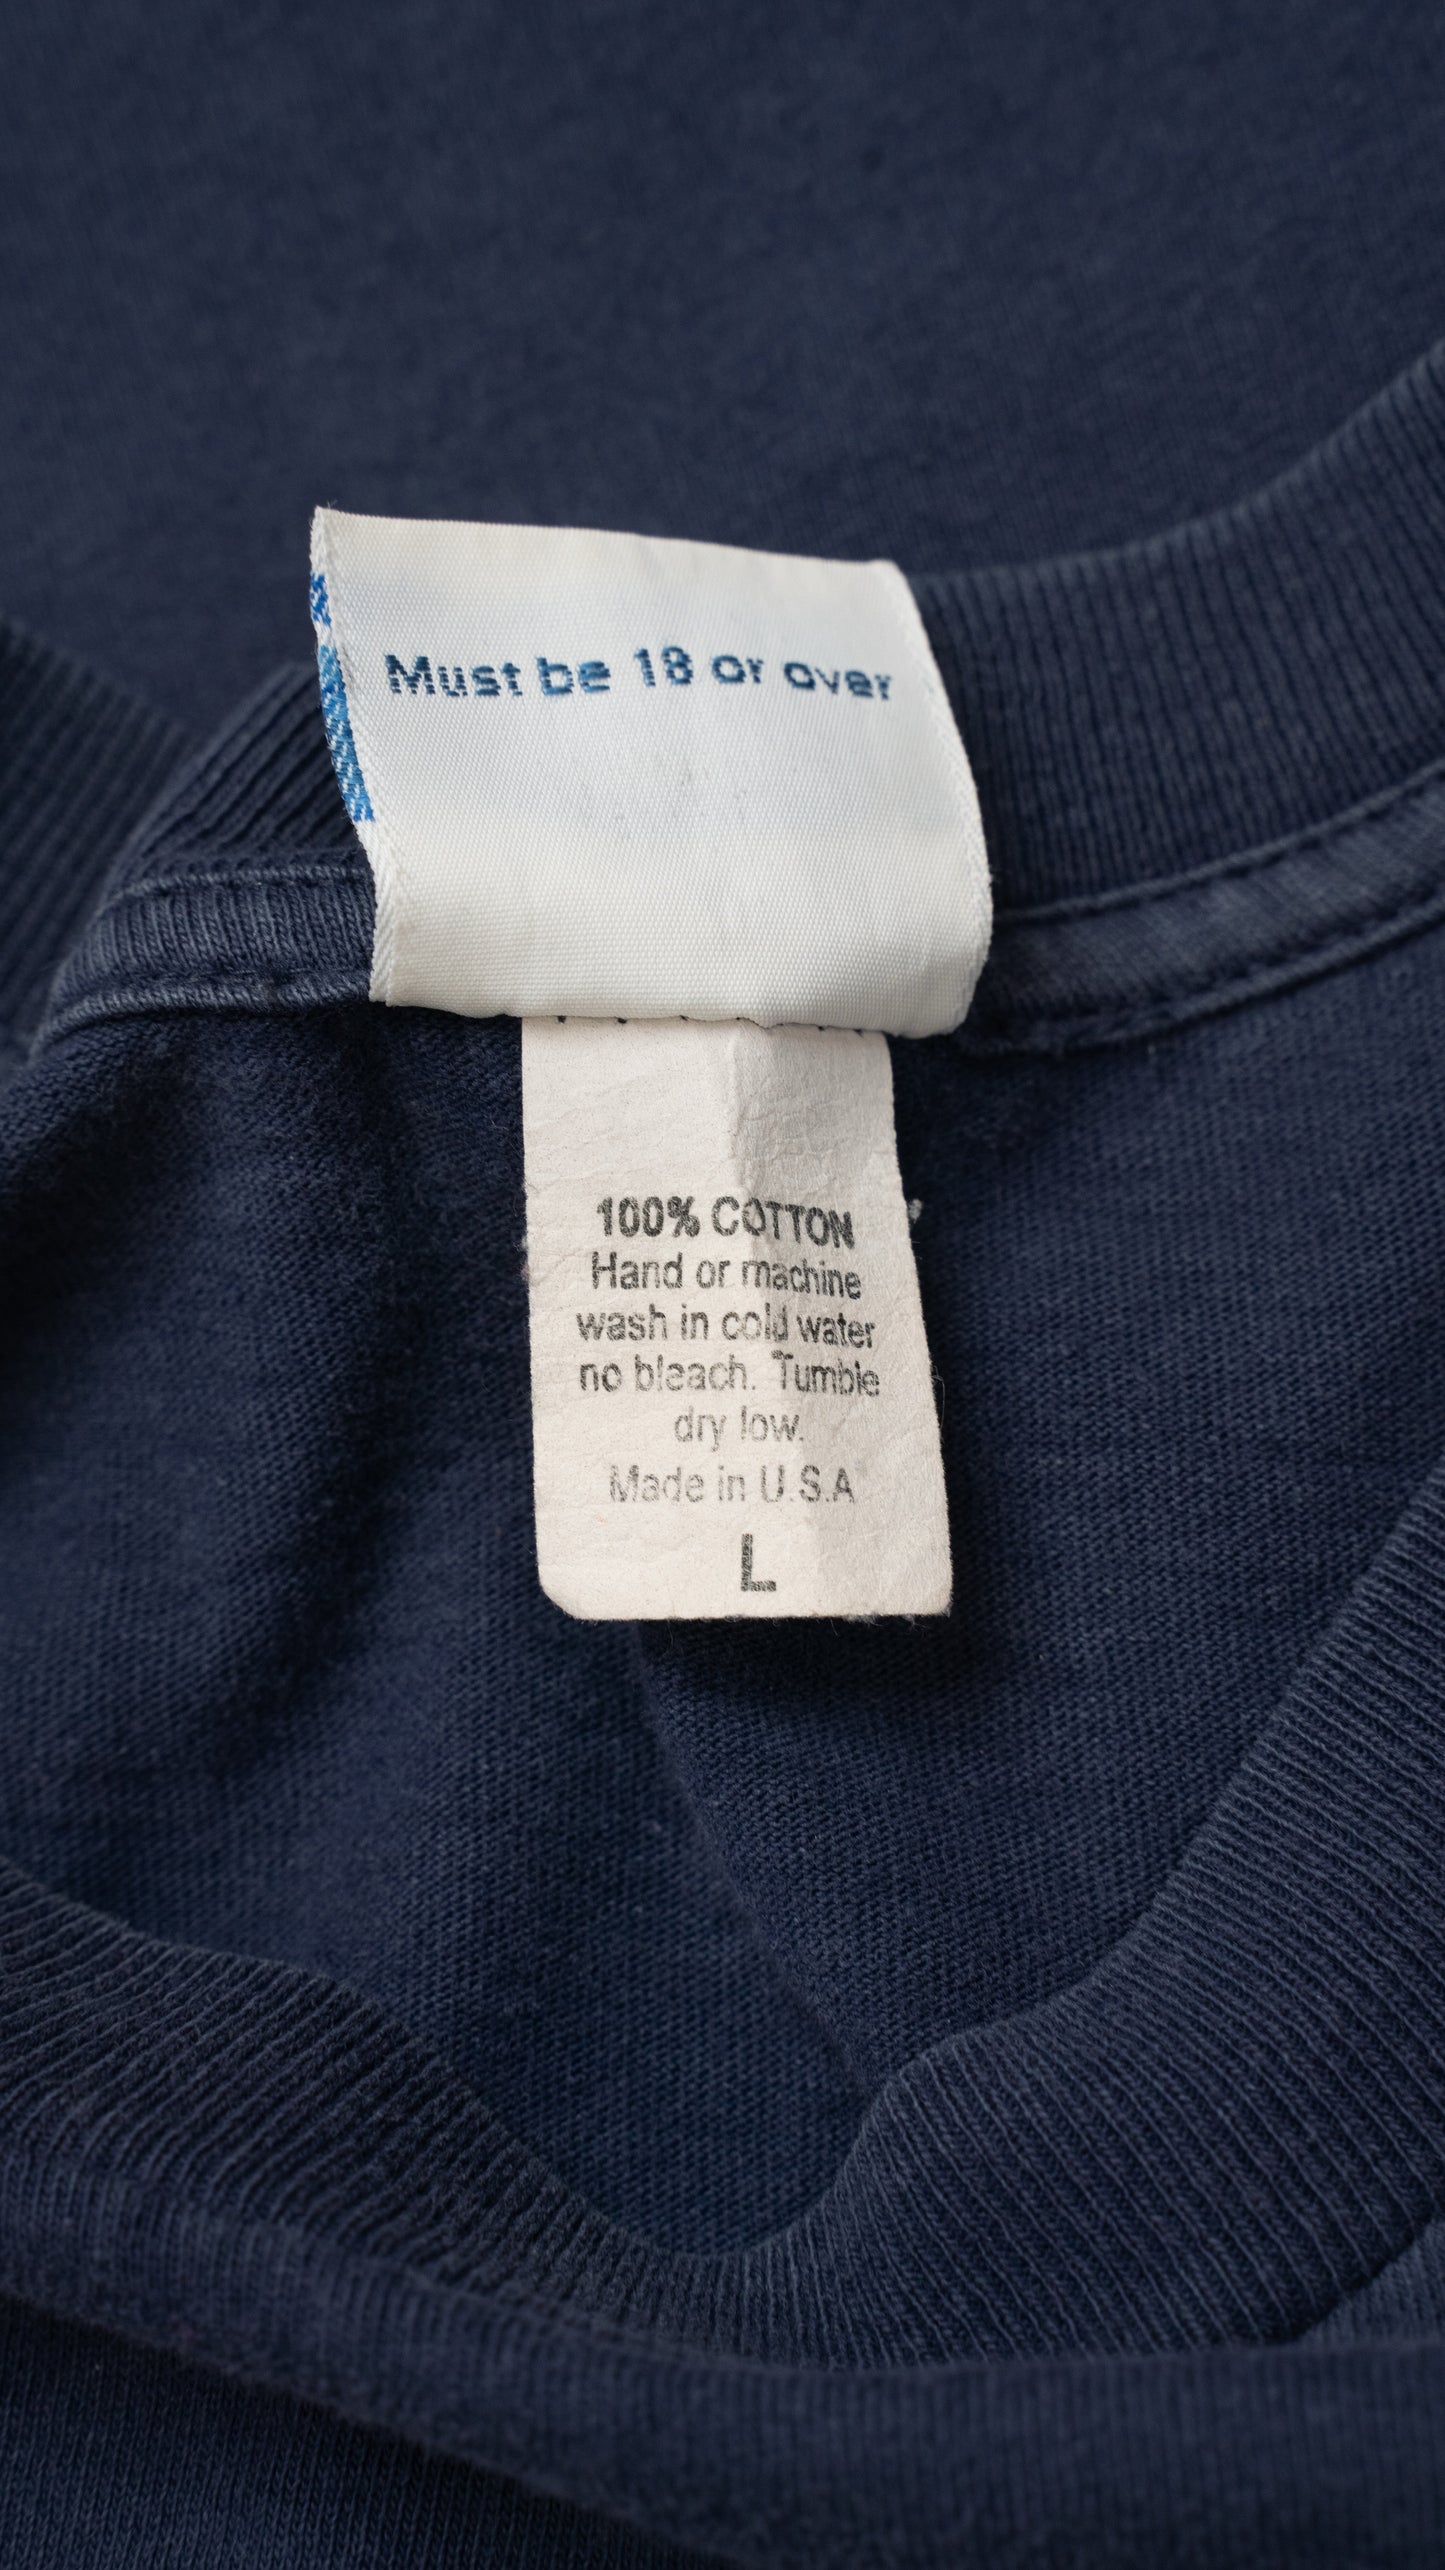 Must be 18 or over
100% COTTON
Hand or machine
wash in cold water
no bleach. Tumble
dry low.
Made in U.S.A
L